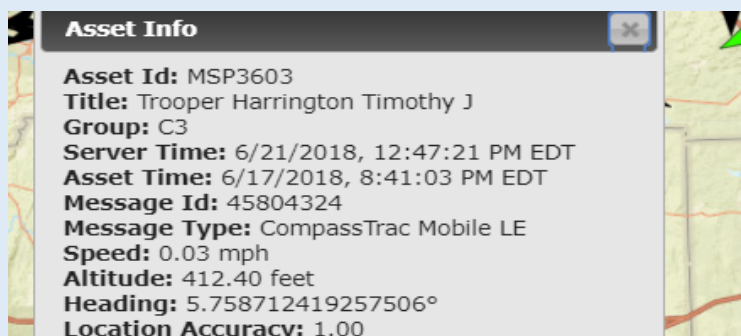 Asset Info
Asset Id: MSP3603
Title: Trooper Harrington Timothy J
Group: C3
Server Time: 6/21/2018, 12:47:21 PM EDT
Asset Time: 6/17/2018, 8:41:03 PM EDT
Message Id: 45804324
Message Type: CompassTrac Mobile LE
Speed: 0.03 mph
Altitude: 412.40 feet
Heading: 5.758712419257506°
Location Accuracy: 1.00